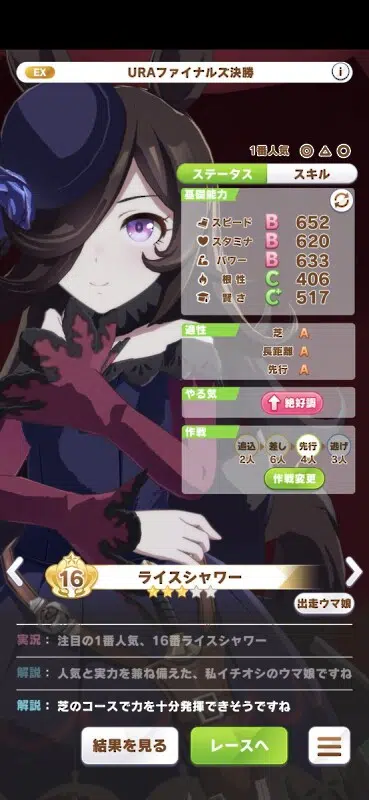 EX URAファイナルズ決勝 i
1番人気 ◎ △ ○
ステータス スキル
基礎能力
スピード B 652
スタミナ B 620
パワー B 633
根性 C 406
賢さ C+ 517
適性
芝 A
長距離 A
先行 A
やる気 絶好調
作戦
追込 差し 先行 逃げ
2人 6人 4人 3人
作戦変更
16 ライスシャワー
出走ウマ娘
実況： 注目の1番人気、16番ライスシャワー
解説： 人気と実力を兼ね備えた、私イチオシのウマ娘ですね
解説： 芝のコースで力を十分発揮できそうですね
結果を見る レースへ